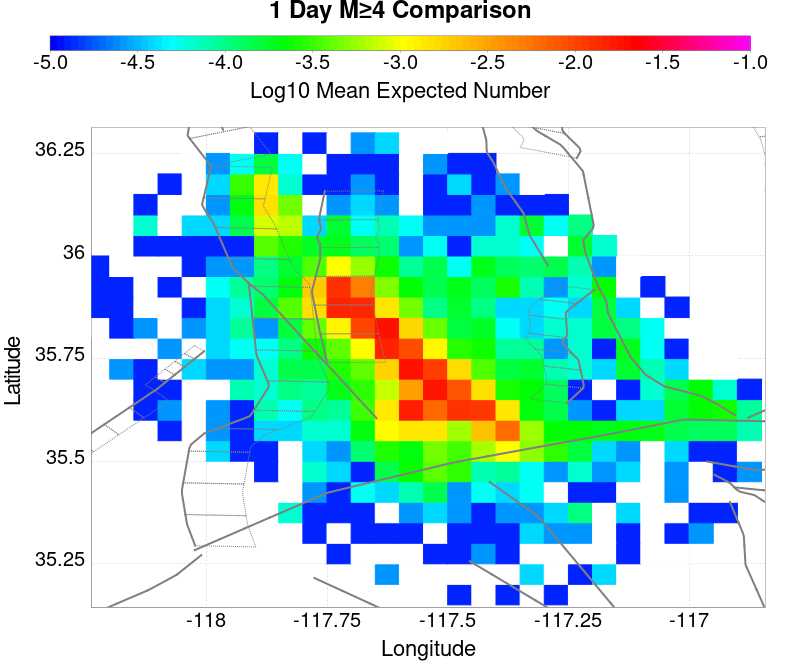 1 Day M≥4 Comparison
-5.0 -4.5 -4.0 -3.5 -3.0 -2.5 -2.0 -1.5 -1.0
Log10 Mean Expected Number
36.25
36
35.75
35.5
35.25
Latitude
-118 -117.75 -117.5 -117.25 -117
Longitude